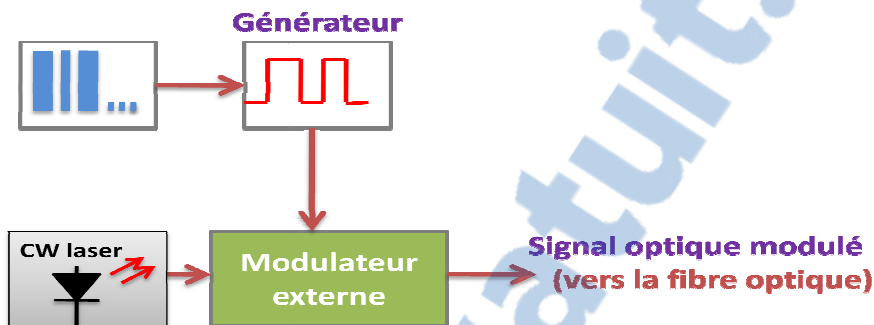 Générateur
CW laser
Modulateur
externe
Signal optique modulé
(vers la fibre optique)